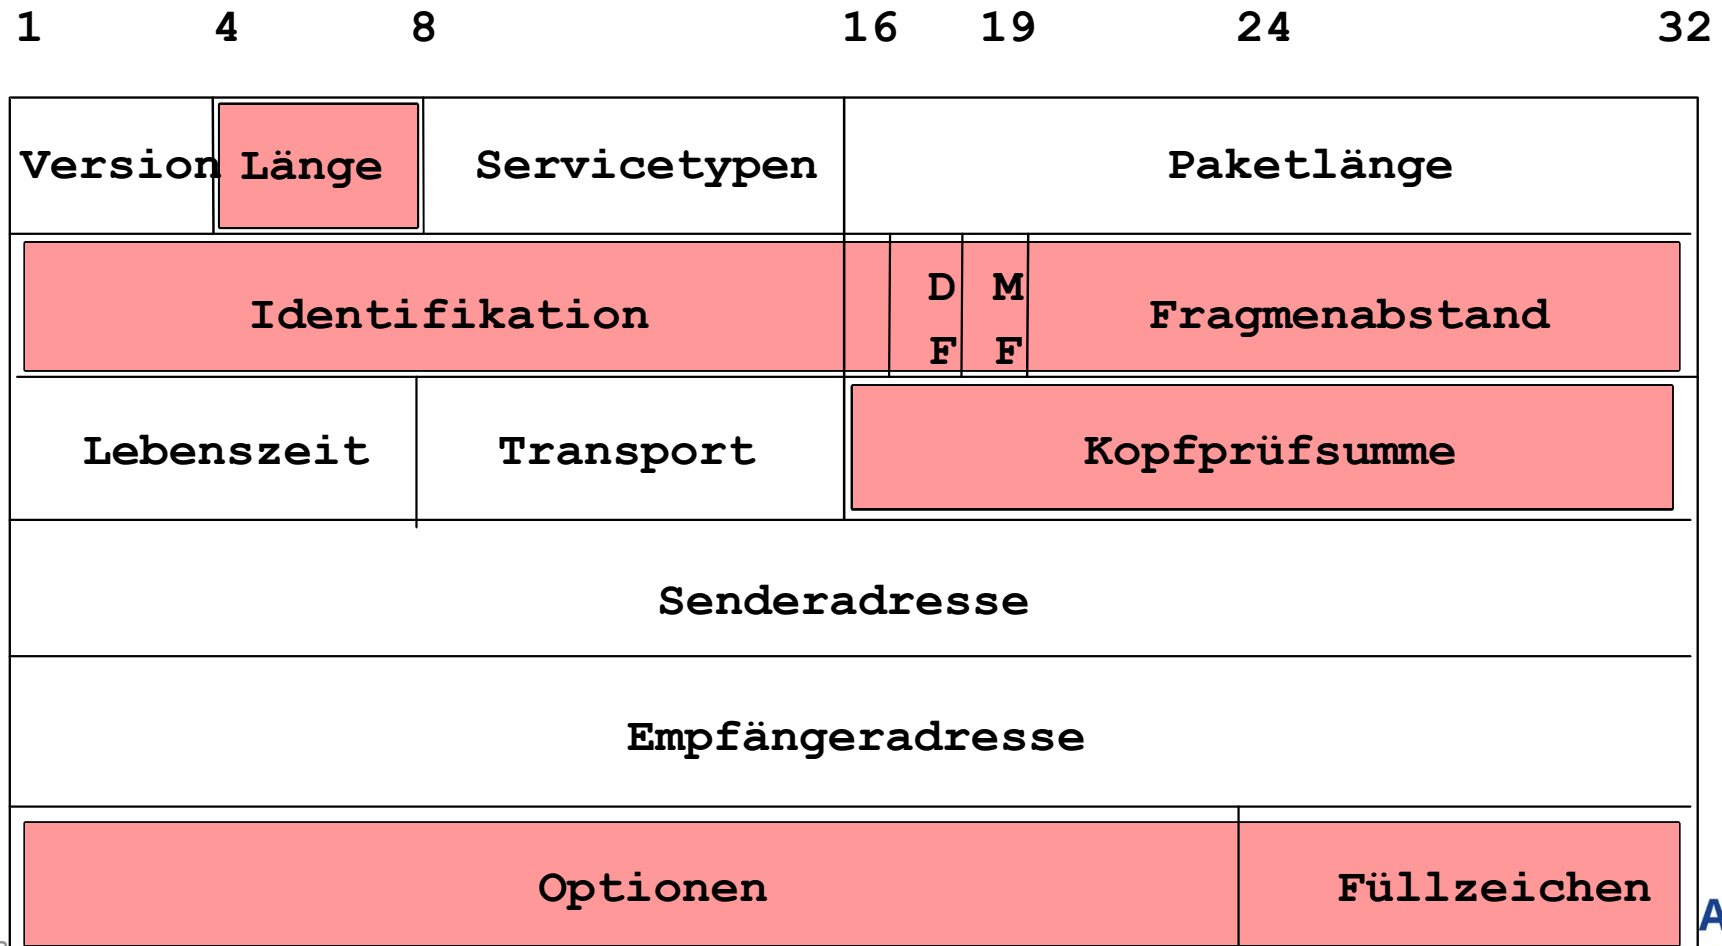 1 4 8 16 19 24 32
Version Länge Servicetypen Paketlänge
Identifikation D F M F Fragmenabstand
Lebenszeit Transport Kopfprüfsumme
Senderadresse
Empfängeradresse
Optionen Füllzeichen
A